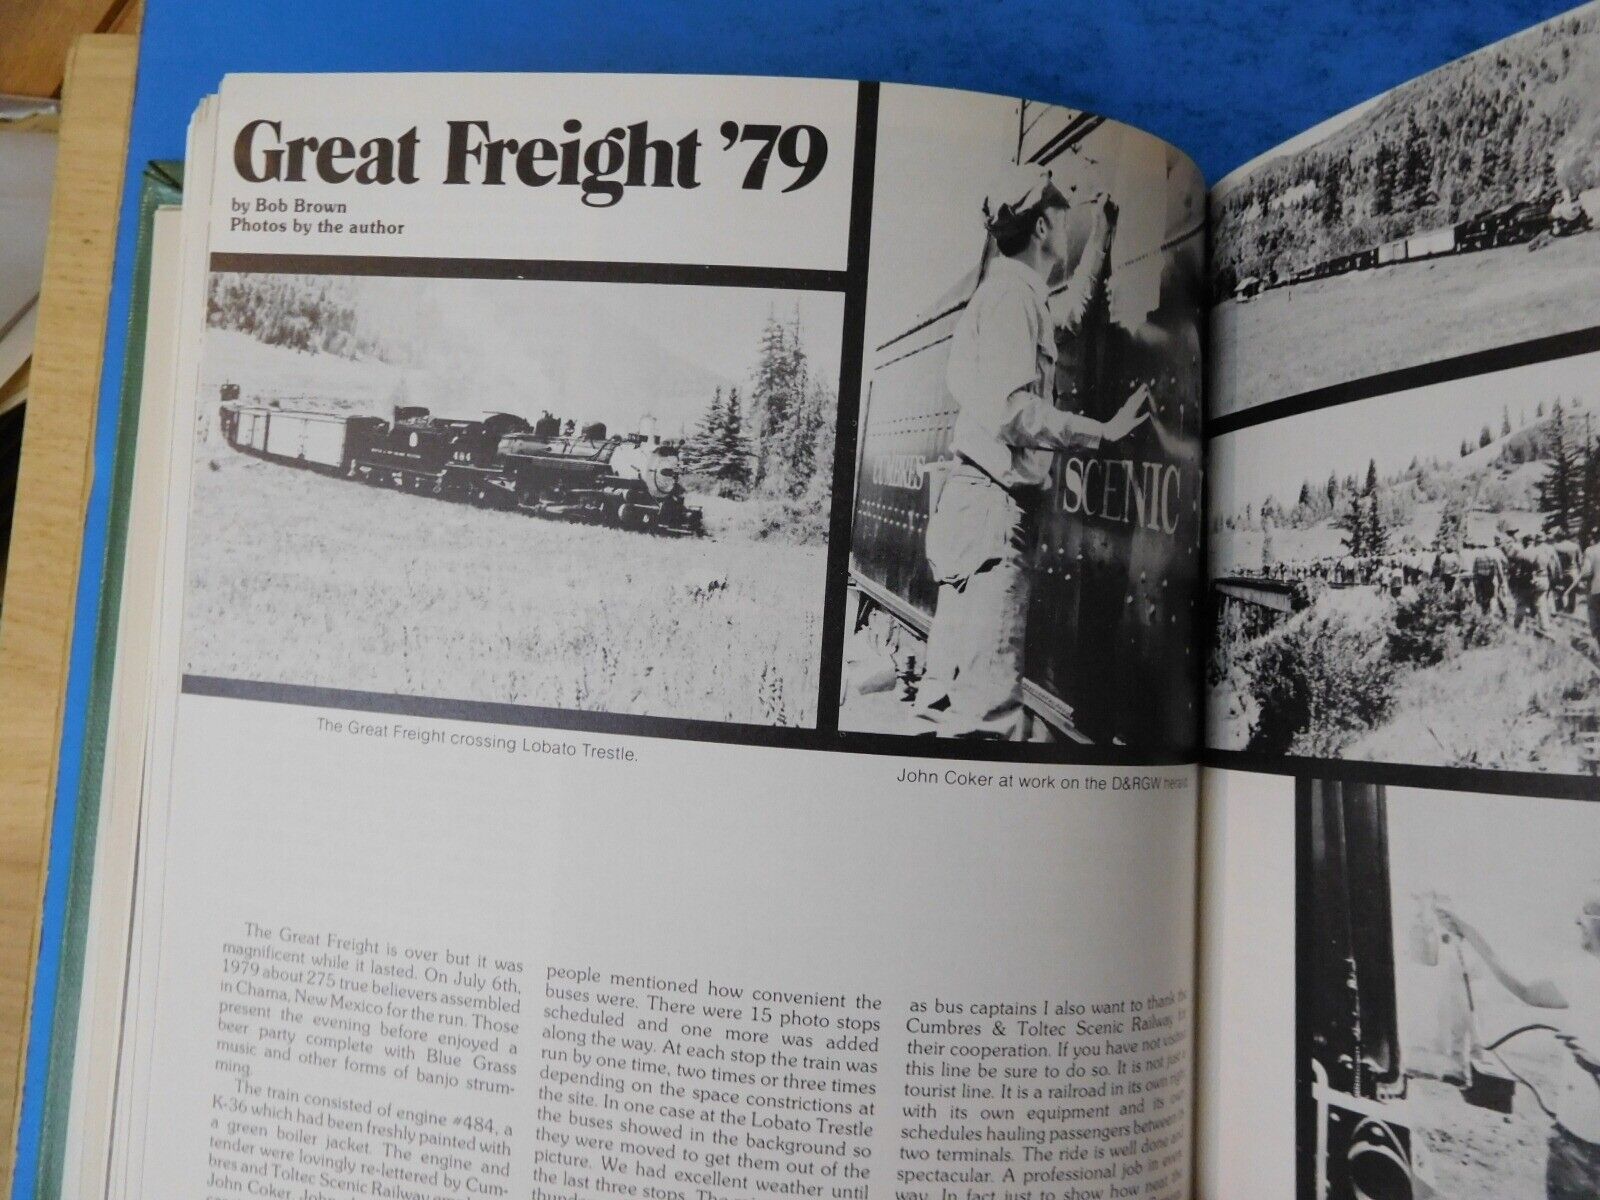 Great Freight ’79
by Bob Brown
Photos by the author
484
CUMBRES
SCENIC
The Great Freight crossing Lobato Trestle.
John Coker at work on the D&RGW herald
The Great Freight is over but it was
magnificent while it lasted. On July 6th,
1979 about 275 true believers assembled
in Chama, New Mexico for the run. Those
present the evening before enjoyed a
beer party complete with Blue Grass
music and other forms of banjo strum-
ming.
The train consisted of engine #484, a
K-36 which had been freshly painted with
a green boiler jacket. The engine and
tender were lovingly re-lettered by Cum-
bres and Toltec Scenic Railway
John Coker. John
people mentioned how convenient the
buses were. There were 15 photo stops
scheduled and one more was added
along the way. At each stop the train was
run by one time, two times or three times
depending on the space constrictions at
the site. In one case at the Lobato Trestle
the buses showed in the background so
they were moved to get them out of the
picture. We had excellent weather until
the last three stops. The
as bus captains I also want to thank the
Cumbres & Toltec Scenic Railway
their cooperation. If you have not visited
this line be sure to do so. It is not just a
tourist line. It is a railroad in its own right
with its own equipment and its own
schedules hauling passengers between
two terminals. The ride is well done and
spectacular. A professional job in every
way. In fact just to show how neat the